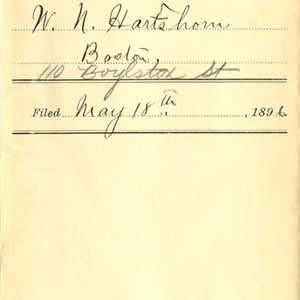 W. N. Hartshorn
Boston,
110 Boylston St
Filed May 18th, 1896